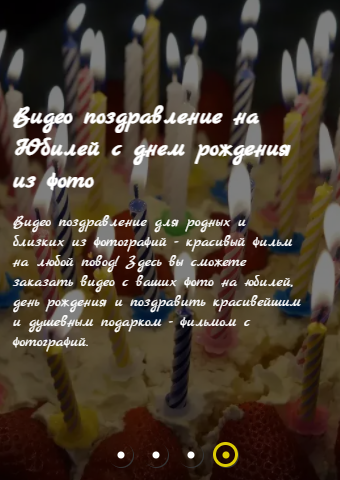 Видео поздравление на
Юбилей с днем рождения
из фото
Видео поздравление для родных и
близких из фотографий - красивый фильм
на любой повод! Здесь вы сможете
заказать видео с ваших фото на юбилей,
день рождения и поздравить красивейшим
и душевным подарком - фильмом с
фотографий.